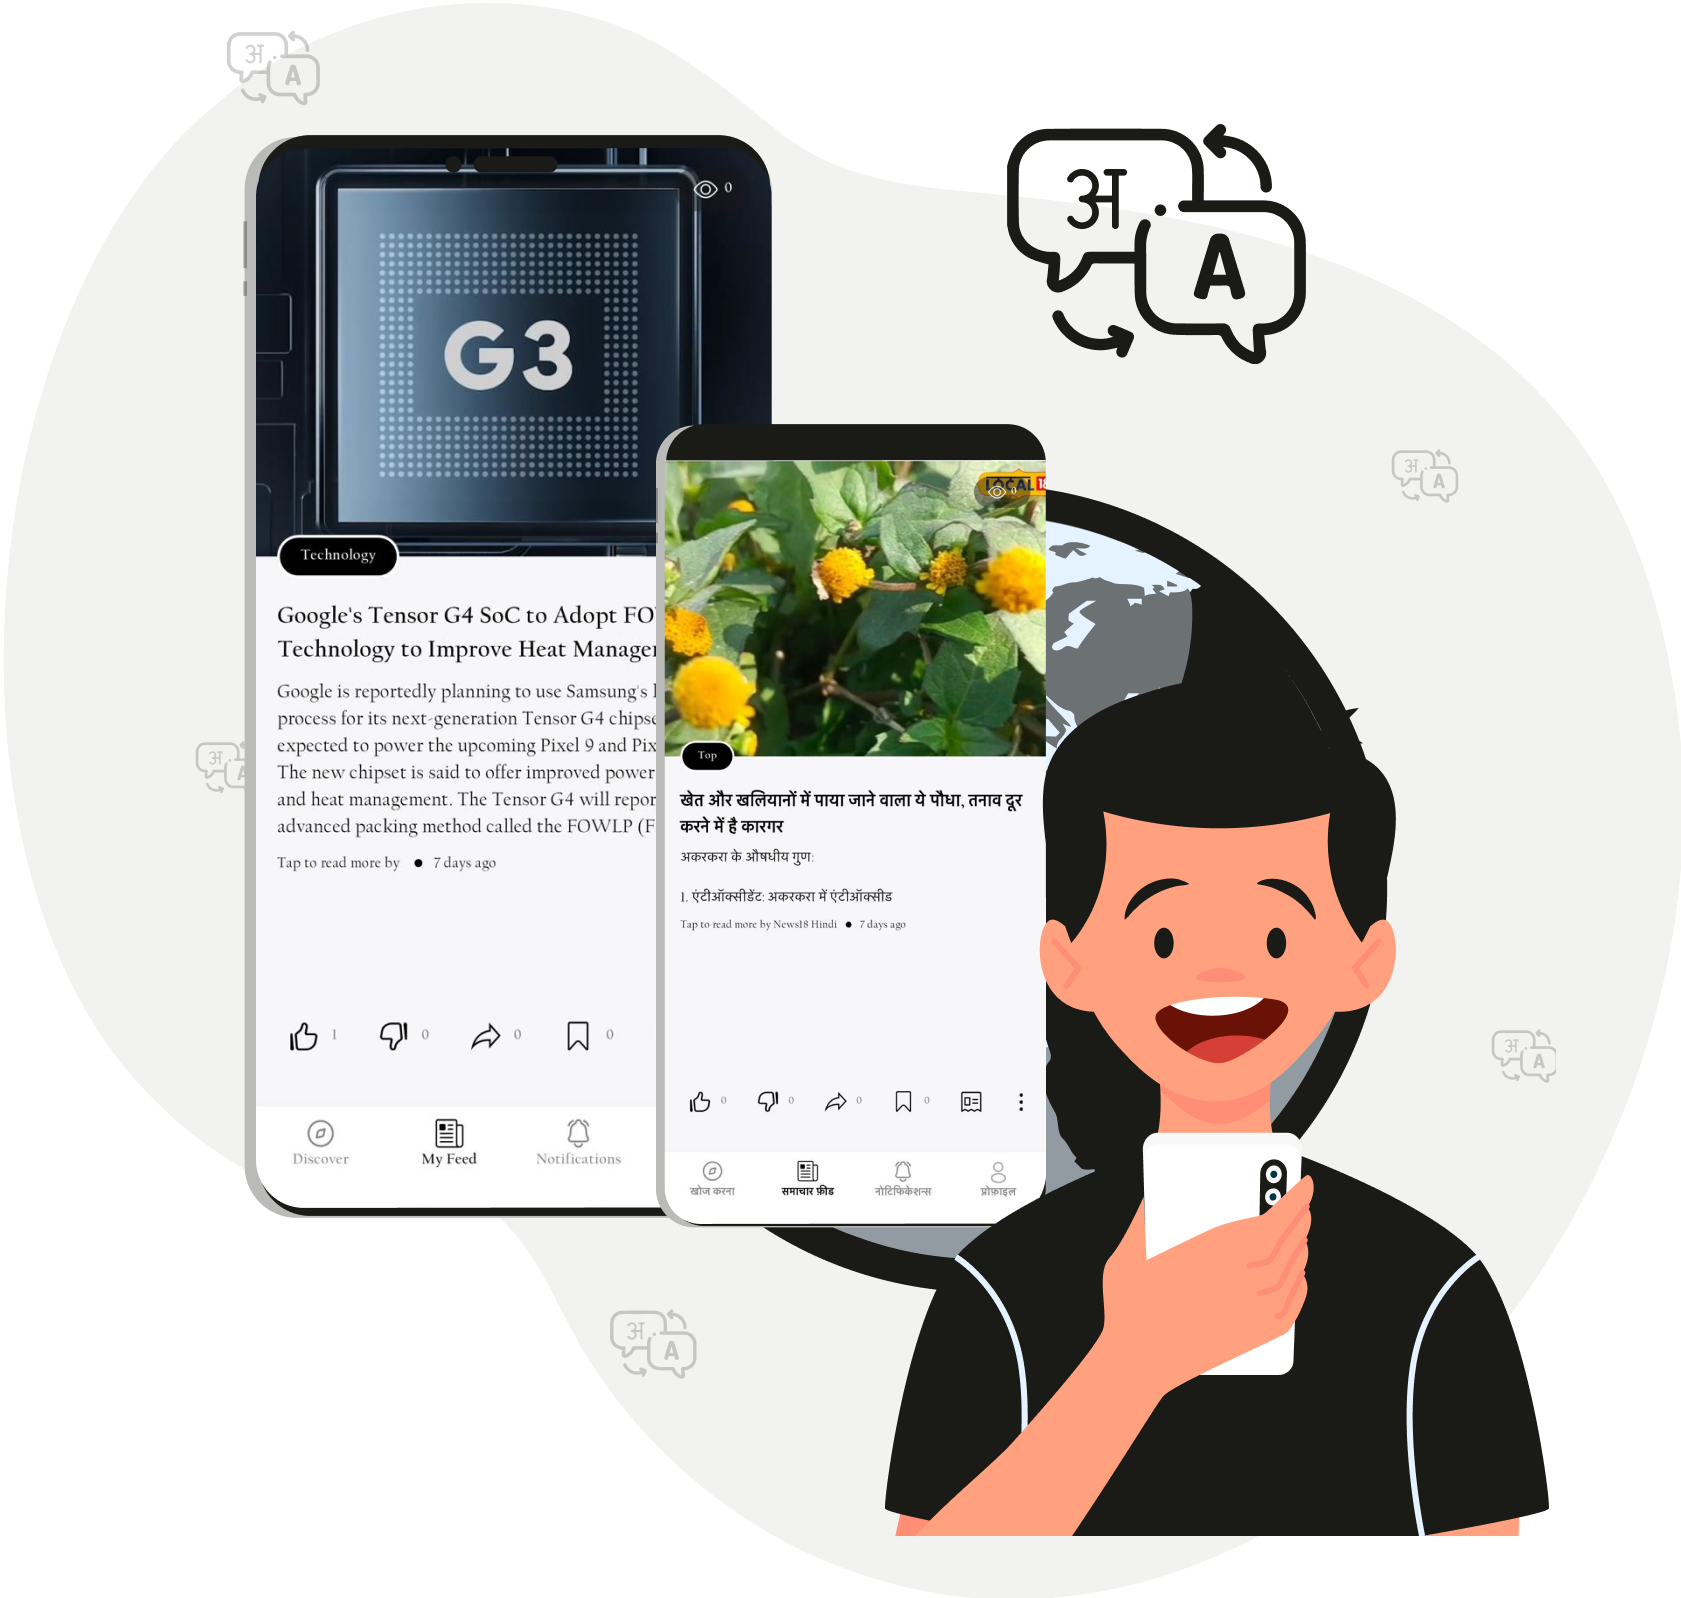 अ
A
अ
A
0
G3
Technology
Google's Tensor G4 SoC to Adopt
Technology to Improve Heat
Google is reportedly planning to use Samsung's
process for its next-generation Tensor G4
expected to power the upcoming Pixel 9 and
The new chipset is said to offer improved power
and heat management. The Tensor G4 will
advanced packing method called the FOWLP
Tap to read more by ● 7 days ago
1 0 0 0
Discover My Feed Notifications
LOCAL 18
0
Top
खेत और खलियानों में पाया जाने वाला ये पौधा, तनाव दूर
करने में है कारगर
अकरकरा के औषधीय गुण:
1. एंटीऑक्सीडेंट: अकरकरा में एंटीऑक्सीड
Tap to read more by News18 Hindi ● 7 days ago
0 0 0 0
खोज करना समाचार फ़ीड नोटिफिकेशन्स प्रोफ़ाइल
अ
A
अ
A
अ
A
अ
A